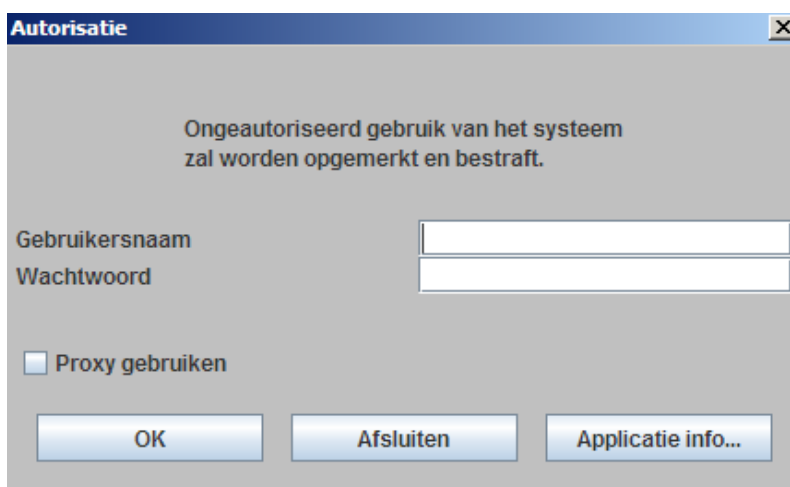 Autorisatie
Ongeautoriseerd gebruik van het systeem
zal worden opgemerkt en bestraft.
Gebruikersnaam
Wachtwoord
Proxy gebruiken
OK
Afsluiten
Applicatie info...